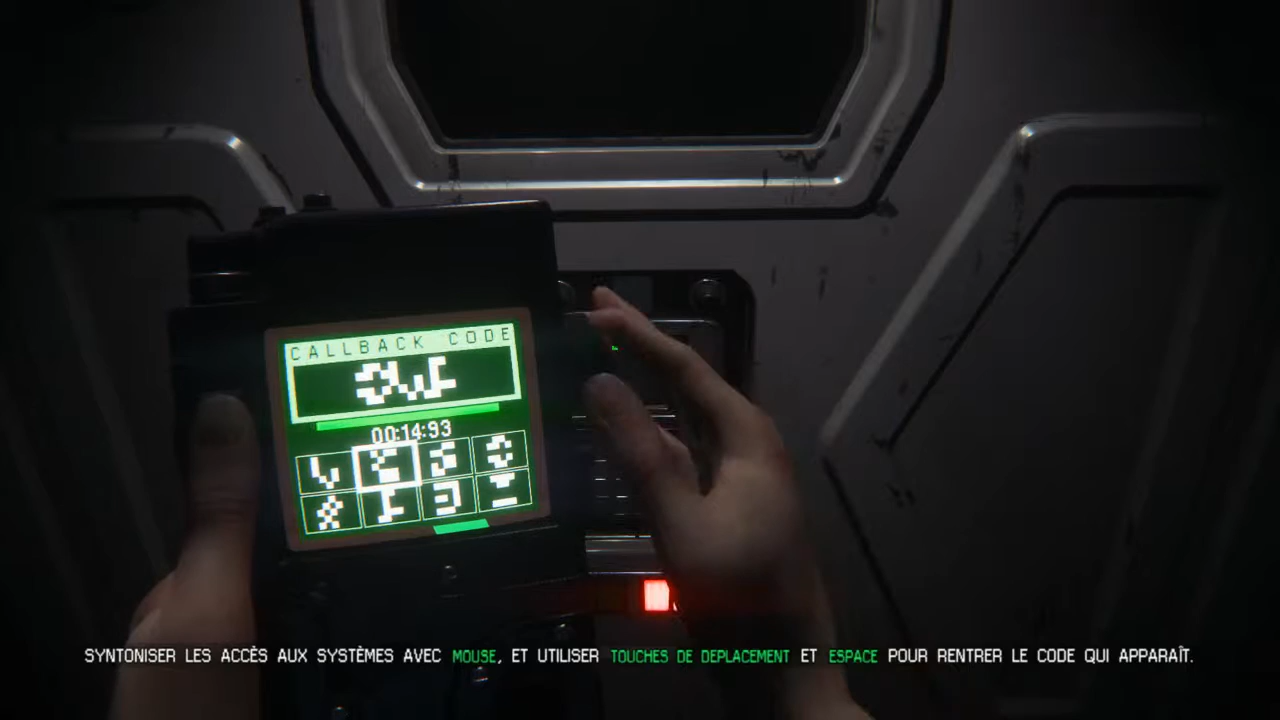 CALLBACK CODE
00:14:93
SYNTONISER LES ACCÈS AUX SYSTÈMES AVEC MOUSE, ET UTILISER TOUCHES DE DEPLACEMENT ET ESPACE POUR RENTRER LE CODE QUI APPARAÎT.